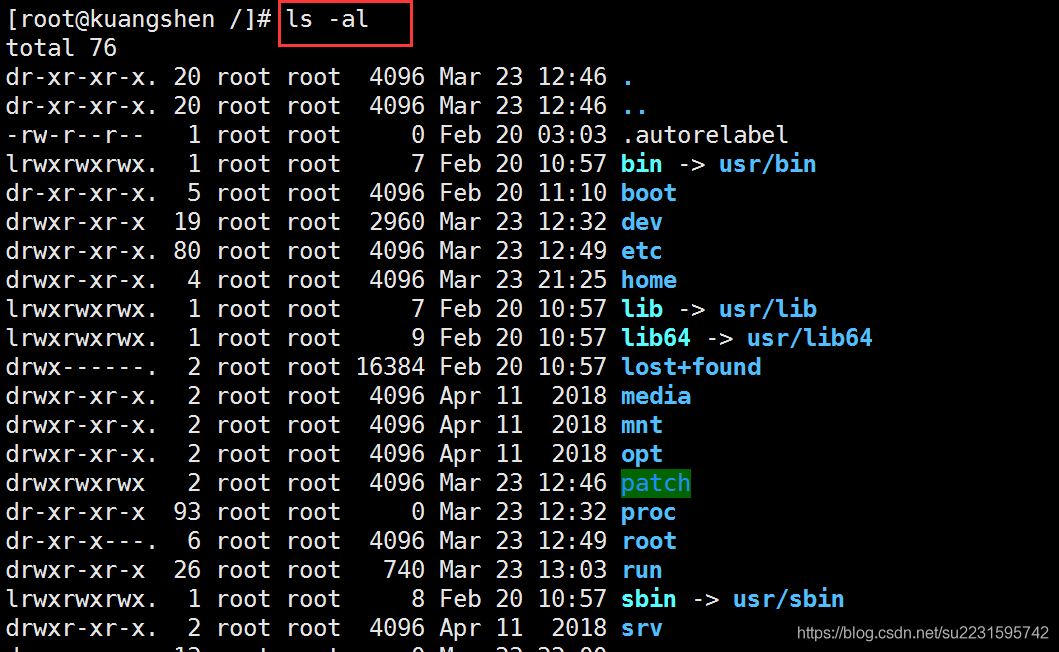 [root@kuangshen /]# ls -al
total 76
dr-xr-xr-x. 20 root root  4096 Mar 23 12:46 .
dr-xr-xr-x. 20 root root  4096 Mar 23 12:46 ..
-rw-r--r--   1 root root     0 Feb 20 03:03 .autorelabel
lrwxrwxrwx.  1 root root     7 Feb 20 10:57 bin -> usr/bin
dr-xr-xr-x.  5 root root  4096 Feb 20 11:10 boot
drwxr-xr-x  19 root root  2960 Mar 23 12:32 dev
drwxr-xr-x. 80 root root  4096 Mar 23 12:49 etc
drwxr-xr-x.  4 root root  4096 Mar 23 21:25 home
lrwxrwxrwx.  1 root root     7 Feb 20 10:57 lib -> usr/lib
lrwxrwxrwx.  1 root root     9 Feb 20 10:57 lib64 -> usr/lib64
drwx------.  2 root root 16384 Feb 20 10:57 lost+found
drwxr-xr-x.  2 root root  4096 Apr 11  2018 media
drwxr-xr-x.  2 root root  4096 Apr 11  2018 mnt
drwxr-xr-x.  2 root root  4096 Apr 11  2018 opt
drwxrwxrwx   2 root root  4096 Mar 23 12:46 patch
dr-xr-xr-x  93 root root     0 Mar 23 12:32 proc
dr-xr-x---.  6 root root  4096 Mar 23 12:49 root
drwxr-xr-x  26 root root   740 Mar 23 13:03 run
lrwxrwxrwx.  1 root root     8 Feb 20 10:57 sbin -> usr/sbin
drwxr-xr-x.  2 root root  4096 Apr 11  2018 srv
https://blog.csdn.net/su2231595742